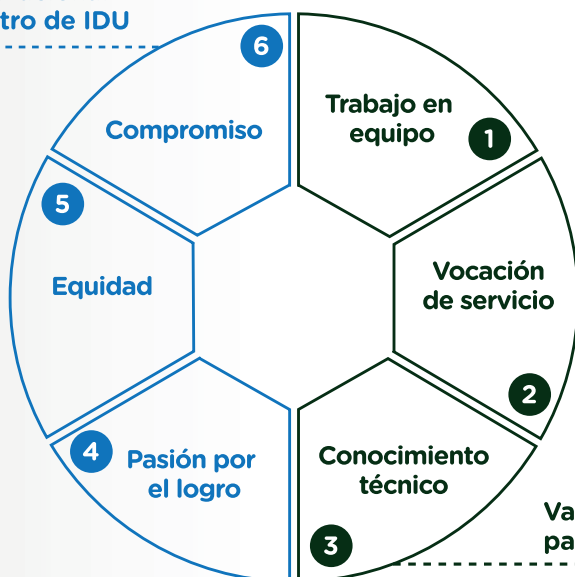 tro de IDU
6
Compromiso
Trabajo en
equipo
1
5
Equidad
Vocación
de servicio
2
4
Pasión por
el logro
Conocimiento
técnico
3
Va
pa